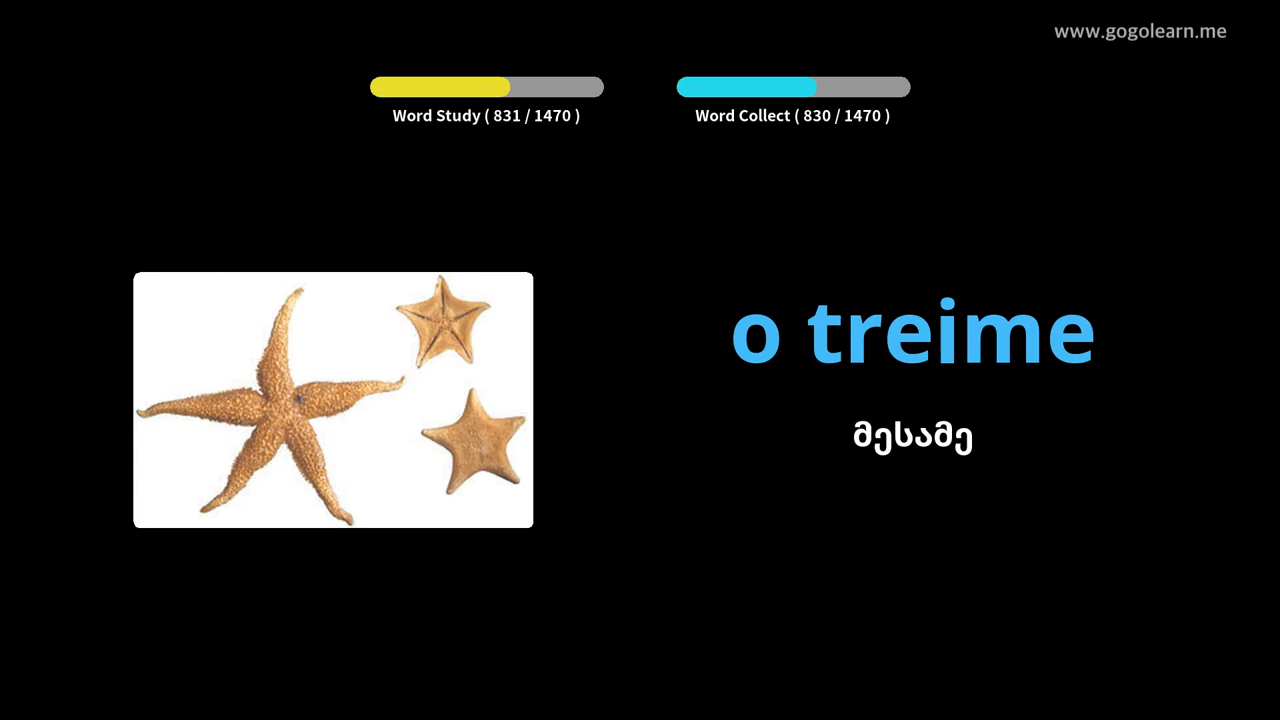 www.gogolearn.me
Word Study ( 831 / 1470 )
Word Collect ( 830 / 1470 )
o treime
მესამე